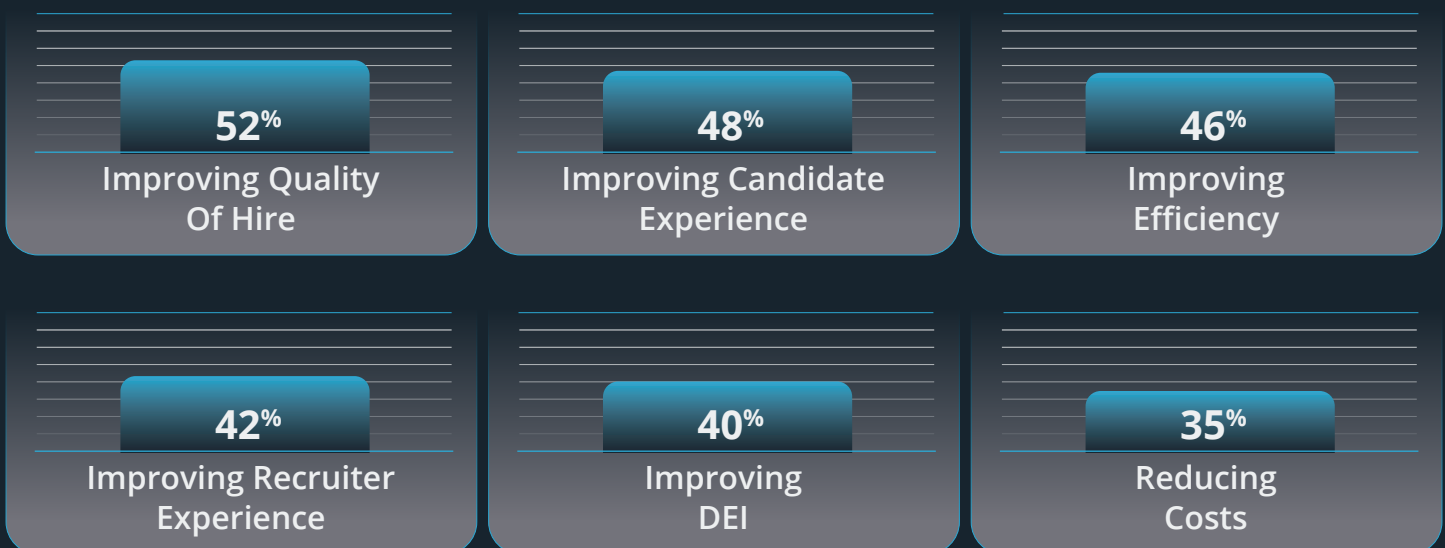 52%
Improving Quality
Of Hire
48%
Improving Candidate
Experience
46%
Improving
Efficiency
42%
Improving Recruiter
Experience
40%
Improving
DEI
35%
Reducing
Costs